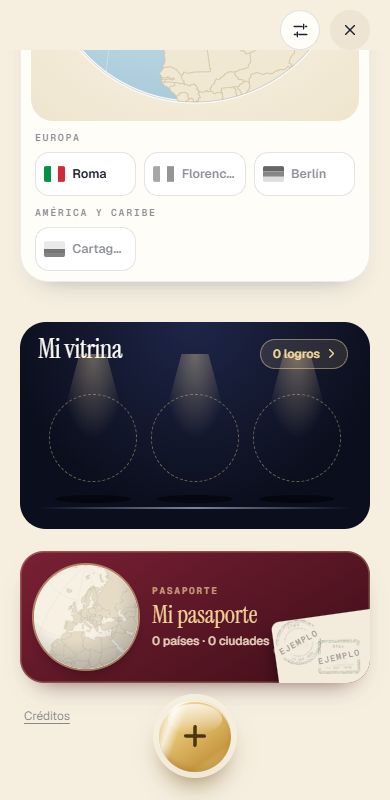 EUROPA
Roma
Florenc...
Berlín
AMÉRICA Y CARIBE
Cartag...
Mi vitrina
0 logros
PASAPORTE
Mi pasaporte
0 países · 0 ciudades
EJEMPLO
EJEMPLO
Créditos